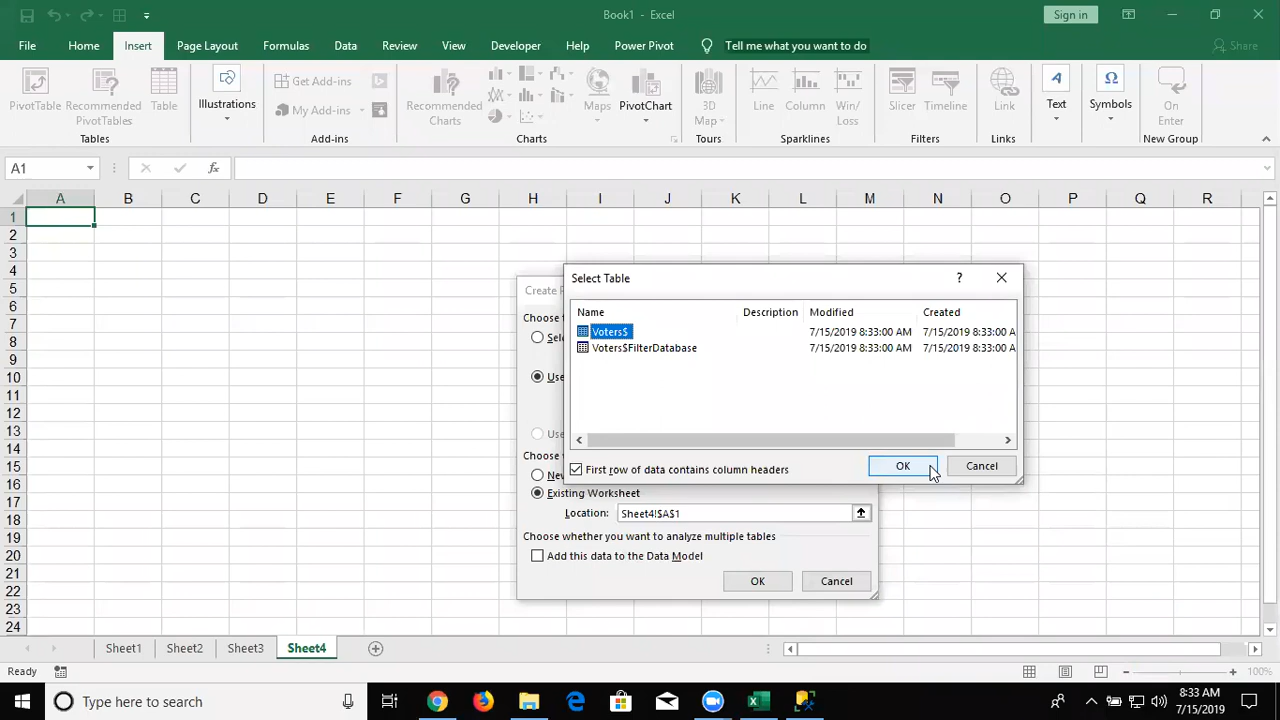 Book1 - Excel
Sign in
File Home Insert Page Layout Formulas Data Review View Developer Help Power Pivot Tell me what you want to do Share
PivotTable
Recommended PivotTables
Table
Tables
Illustrations
Get Add-ins
My Add-ins
Add-ins
Recommended Charts
Maps
PivotChart
Charts
3D Map
Tours
Line
Column
Win/ Loss
Sparklines
Slicer
Timeline
Filters
Link
Links
Text
Symbols
On Enter
New Group
A1
fx
A B C D E F G H I J K L M N O P Q R
1
2
3
4
5
6
7
8
9
10
11
12
13
14
15
16
17
18
19
20
21
22
23
24
Create
Choose
Use
Choose
Existing Worksheet
Location: Sheet4!$A$1
Choose whether you want to analyze multiple tables
Add this data to the Data Model
OK Cancel
Select Table ?
Name Description Modified Created
Voters$ 7/15/2019 8:33:00 AM 7/15/2019 8:33:00 A
Voters$FilterDatabase 7/15/2019 8:33:00 AM 7/15/2019 8:33:00 A
First row of data contains column headers
OK Cancel
Sheet1 Sheet2 Sheet3 Sheet4
Ready
100%
Type here to search
8:33 AM
7/15/2019